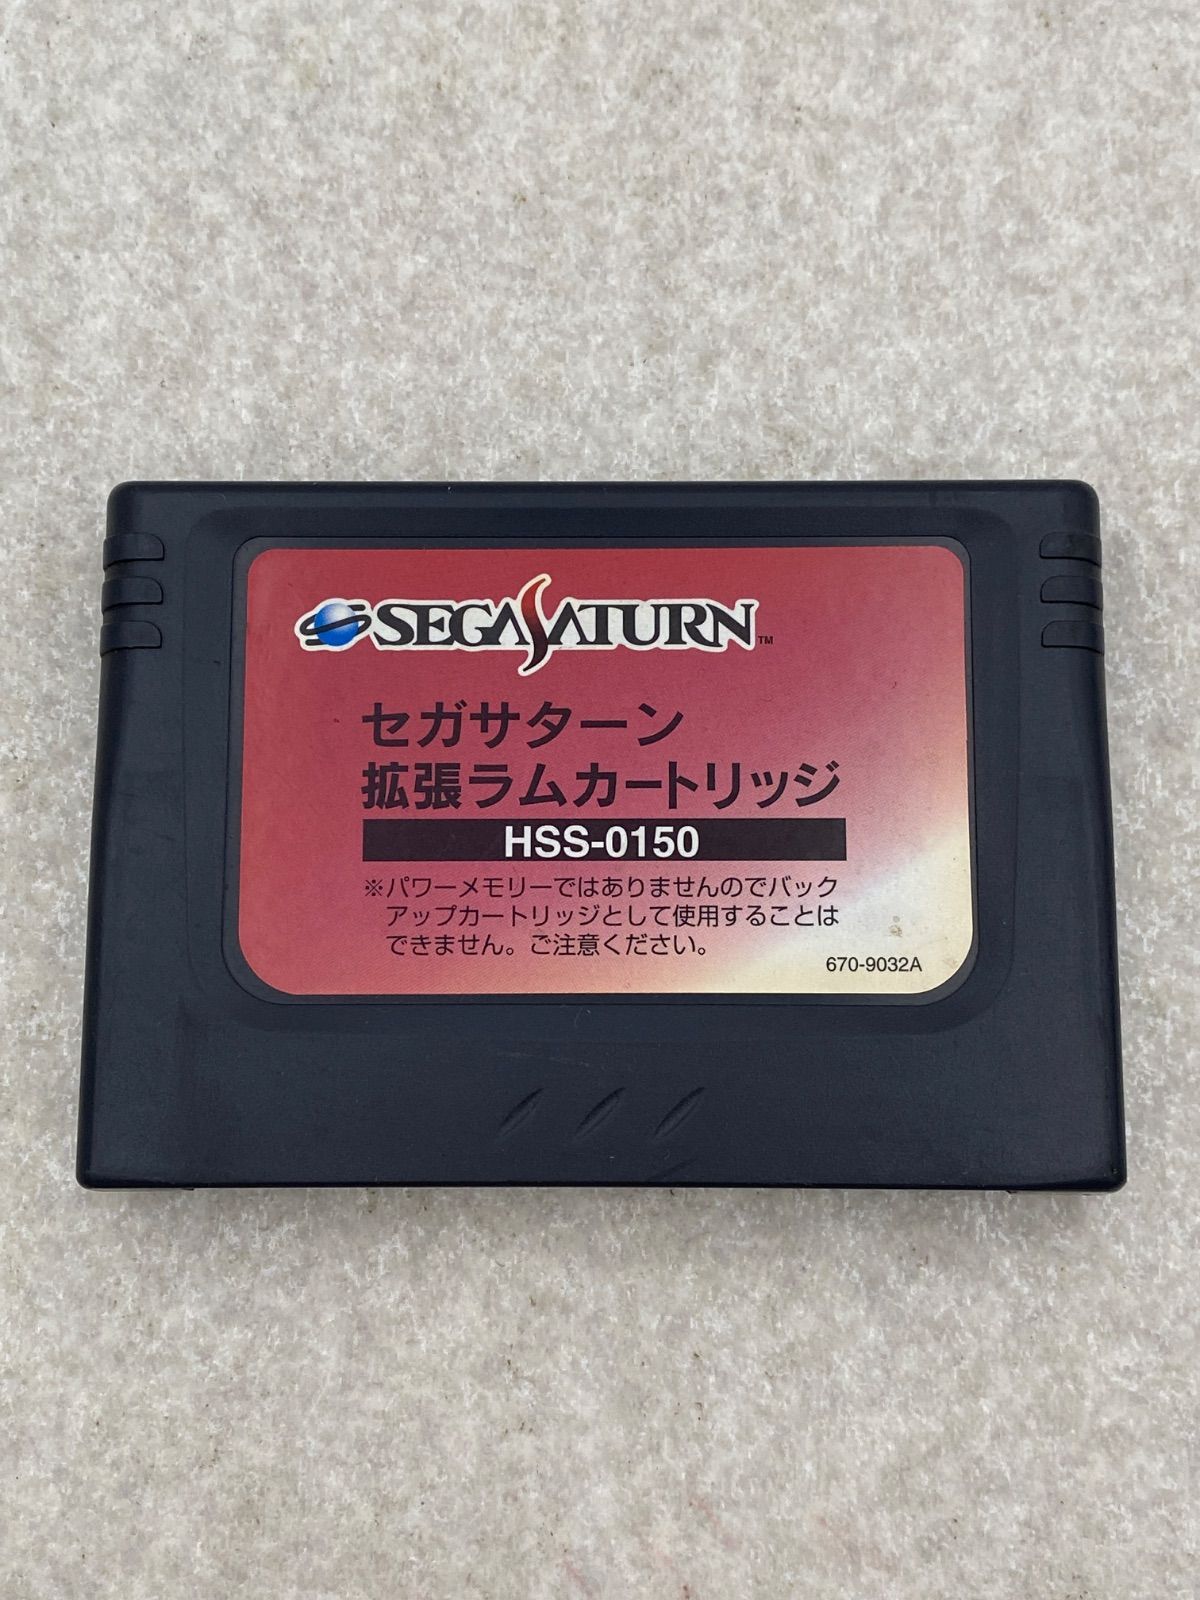 SEGA SATURN™
セガサターン
拡張ラムカートリッジ
HSS-0150
※パワーメモリーではありませんのでバック
アップカートリッジとして使用することは
できません。ご注意ください。
670-9032A